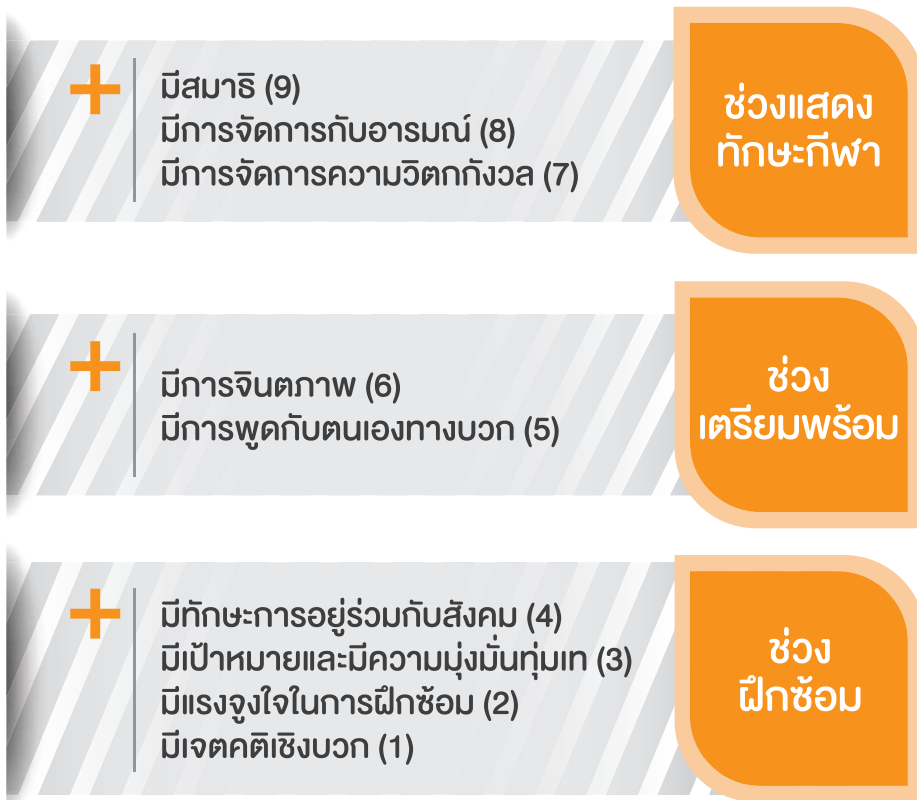 มีสมาธิ (9)
มีการจัดการกับอารมณ์ (8)
มีการจัดการความวิตกกังวล (7)
ช่วงแสดง
ทักษะกีฬา
มีการจินตภาพ (6)
มีการพูดกับตนเองทางบวก (5)
ช่วง
เตรียมพร้อม
มีทักษะการอยู่ร่วมกับสังคม (4)
มีเป้าหมายและมีความมุ่งมั่นทุ่มเท (3)
มีแรงจูงใจในการฝึกซ้อม (2)
มีเจตคติเชิงบวก (1)
ช่วง
ฝึกซ้อม